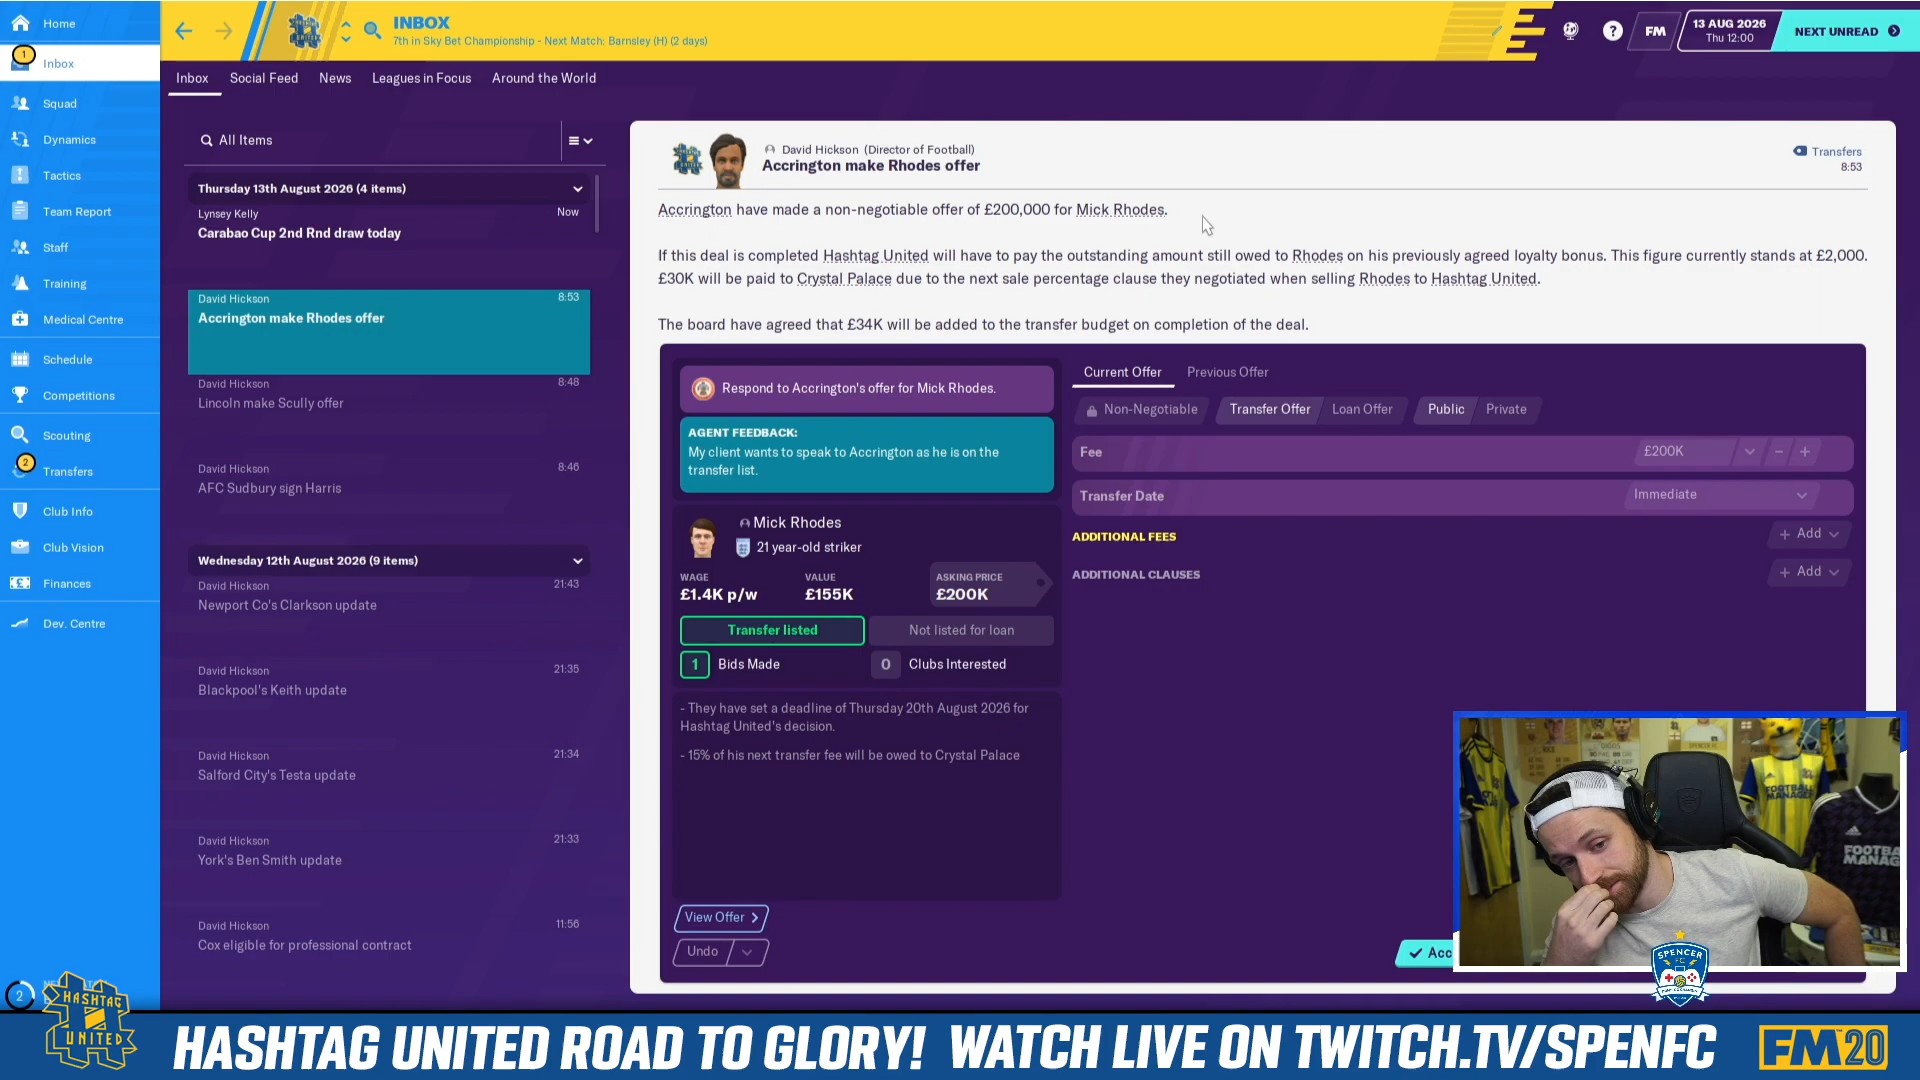 Home
1
Inbox
Squad
Dynamics
Tactics
Team Report
Staff
Training
Medical Centre
Schedule
Competitions
Scouting
2
Transfers
Club Info
Club Vision
Finances
Dev. Centre
INBOX
7th in Sky Bet Championship - Next Match: Barnsley (H) (2 days)
FM
13 AUG 2026
Thu 12:00
NEXT UNREAD
Inbox
Social Feed
News
Leagues in Focus
Around the World
All Items
Thursday 13th August 2026 (4 items)
Lynsey Kelly
Now
Carabao Cup 2nd Rnd draw today
David Hickson
8:53
Accrington make Rhodes offer
David Hickson
8:48
Lincoln make Scully offer
David Hickson
8:46
AFC Sudbury sign Harris
Wednesday 12th August 2026 (9 items)
David Hickson
21:43
Newport Co's Clarkson update
David Hickson
21:35
Blackpool's Keith update
David Hickson
21:34
Salford City's Testa update
David Hickson
21:33
York's Ben Smith update
David Hickson
11:56
Cox eligible for professional contract
David Hickson (Director of Football)
Accrington make Rhodes offer
Transfers
8:53
Accrington have made a non-negotiable offer of £200,000 for Mick Rhodes.
If this deal is completed Hashtag United will have to pay the outstanding amount still owed to Rhodes on his previously agreed loyalty bonus. This figure currently stands at £2,000.
£30K will be paid to Crystal Palace due to the next sale percentage clause they negotiated when selling Rhodes to Hashtag United.
The board have agreed that £34K will be added to the transfer budget on completion of the deal.
Respond to Accrington's offer for Mick Rhodes.
AGENT FEEDBACK:
My client wants to speak to Accrington as he is on the
transfer list.
Mick Rhodes
21 year-old striker
WAGE
£1.4K p/w
VALUE
£155K
ASKING PRICE
£200K
Transfer listed
Not listed for loan
1 Bids Made
0 Clubs Interested
- They have set a deadline of Thursday 20th August 2026 for
Hashtag United's decision.
- 15% of his next transfer fee will be owed to Crystal Palace
View Offer
Undo
Current Offer
Previous Offer
Non-Negotiable
Transfer Offer
Loan Offer
Public
Private
Fee
£200K
Transfer Date
Immediate
ADDITIONAL FEES
+ Add
ADDITIONAL CLAUSES
+ Add
Acc
FOOTBALL
MANAGER
FOOTBA
MANAG
SPENCER
FC
2
HASHTAG
UNITED
HASHTAG UNITED ROAD TO GLORY! WATCH LIVE ON TWITCH.TV/SPENFC
FM20